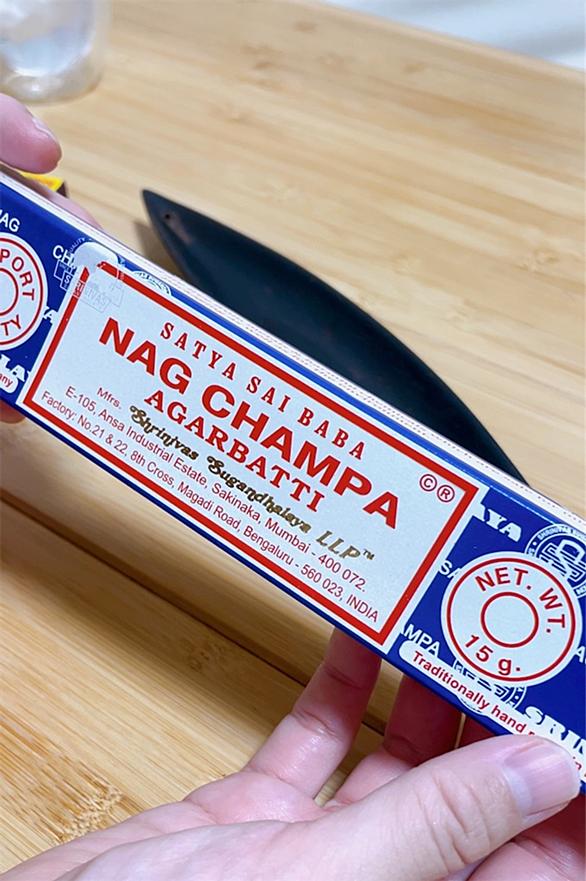 SATYA SAI BABA
NAG CHAMPA
AGARBATTI
©®
Mfrs.
Shrinivas Sugandhalaya LLP™
E-105, Ansa Industrial Estate, Sakinaka, Mumbai - 400 072.
Factory: No.21 & 22, 8th Cross, Magadi Road, Bengaluru - 560 023, INDIA
NET. WT.
15 g.
Traditionally hand